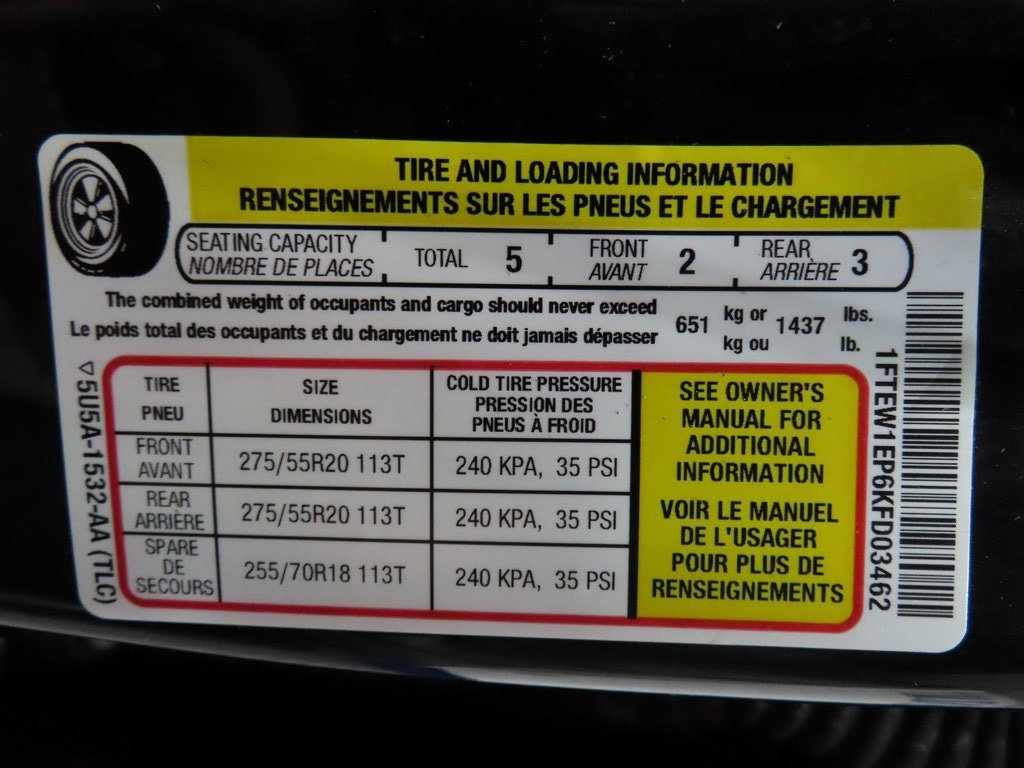 TIRE AND LOADING INFORMATION
RENSEIGNEMENTS SUR LES PNEUS ET LE CHARGEMENT
SEATING CAPACITY
NOMBRE DE PLACES
TOTAL 5
FRONT
AVANT
2
REAR
ARRIÈRE
3
The combined weight of occupants and cargo should never exceed
Le poids total des occupants et du chargement ne doit jamais dépasser
651
kg or
kg ou
1437
lbs.
lb.
TIRE
PNEU
SIZE
DIMENSIONS
COLD TIRE PRESSURE
PRESSION DES
PNEUS À FROID
FRONT
AVANT
275/55R20 113T
240 KPA, 35 PSI
REAR
ARRIÈRE
275/55R20 113T
240 KPA, 35 PSI
SPARE
DE
SECOURS
255/70R18 113T
240 KPA, 35 PSI
SEE OWNER'S
MANUAL FOR
ADDITIONAL
INFORMATION
VOIR LE MANUEL
DE L'USAGER
POUR PLUS DE
RENSEIGNEMENTS
5U5A-1532-AA (TLC)
1FTEW1EP6KFD03462